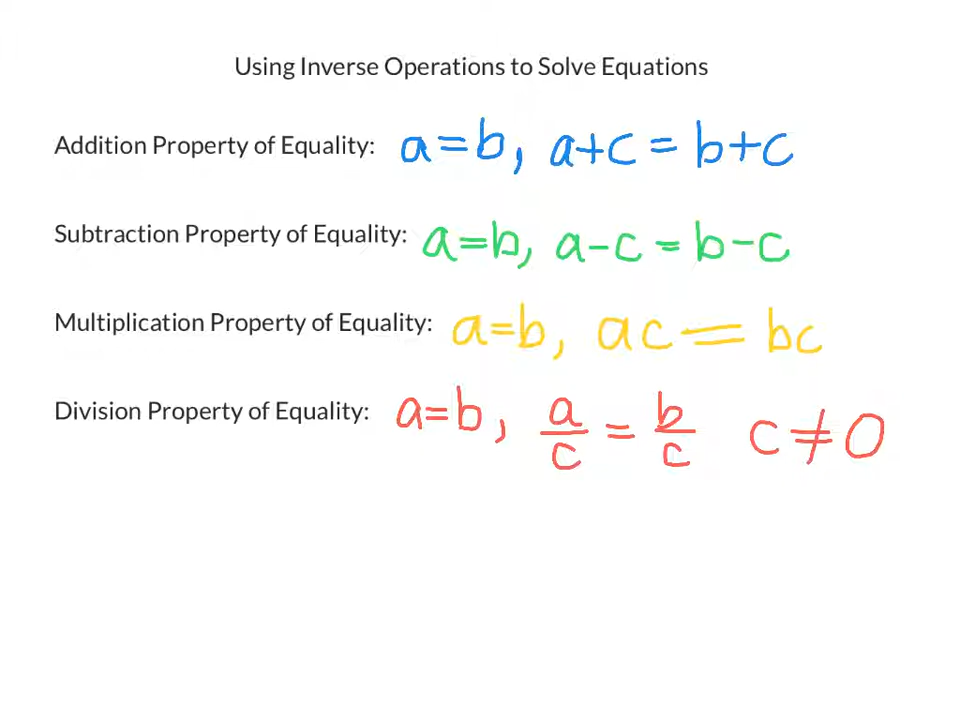 Using Inverse Operations to Solve Equations
Addition Property of Equality: a=b, a+c=b+c
Subtraction Property of Equality: a=b, a-c=b-c
Multiplication Property of Equality: a=b, ac=bc
Division Property of Equality: a=b, a/c=b/c c≠0